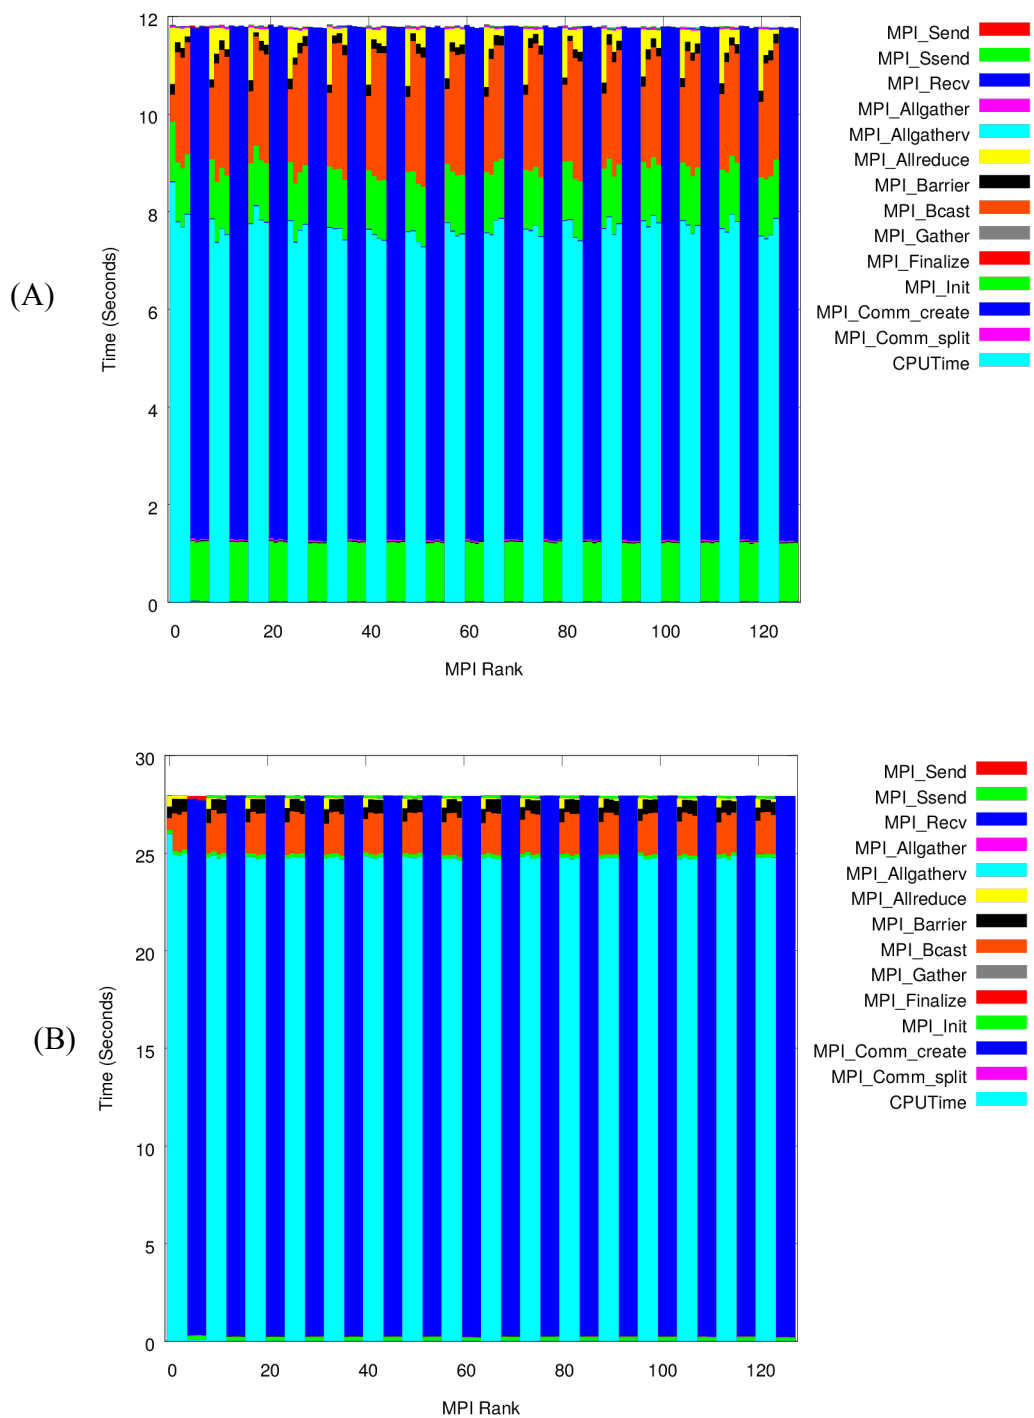 12
10
8
6
4
2
0
Time (Seconds)
(A)
0 20 40 60 80 100 120
MPI Rank
MPI_Send
MPI_Ssend
MPI_Recv
MPI_Allgather
MPI_Allgatherv
MPI_Allreduce
MPI_Barrier
MPI_Bcast
MPI_Gather
MPI_Finalize
MPI_Init
MPI_Comm_create
MPI_Comm_split
CPUTime
30
25
20
15
10
5
0
Time (Seconds)
(B)
0 20 40 60 80 100 120
MPI Rank
MPI_Send
MPI_Ssend
MPI_Recv
MPI_Allgather
MPI_Allgatherv
MPI_Allreduce
MPI_Barrier
MPI_Bcast
MPI_Gather
MPI_Finalize
MPI_Init
MPI_Comm_create
MPI_Comm_split
CPUTime